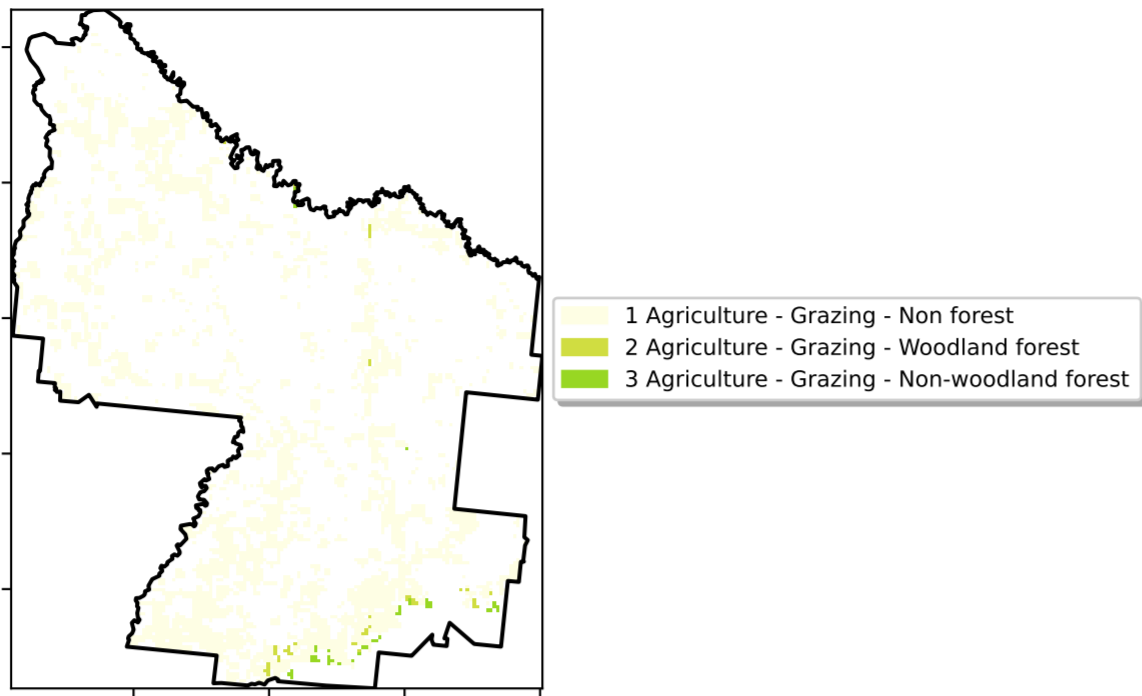 1 Agriculture - Grazing - Non forest
2 Agriculture - Grazing - Woodland forest
3 Agriculture - Grazing - Non-woodland forest